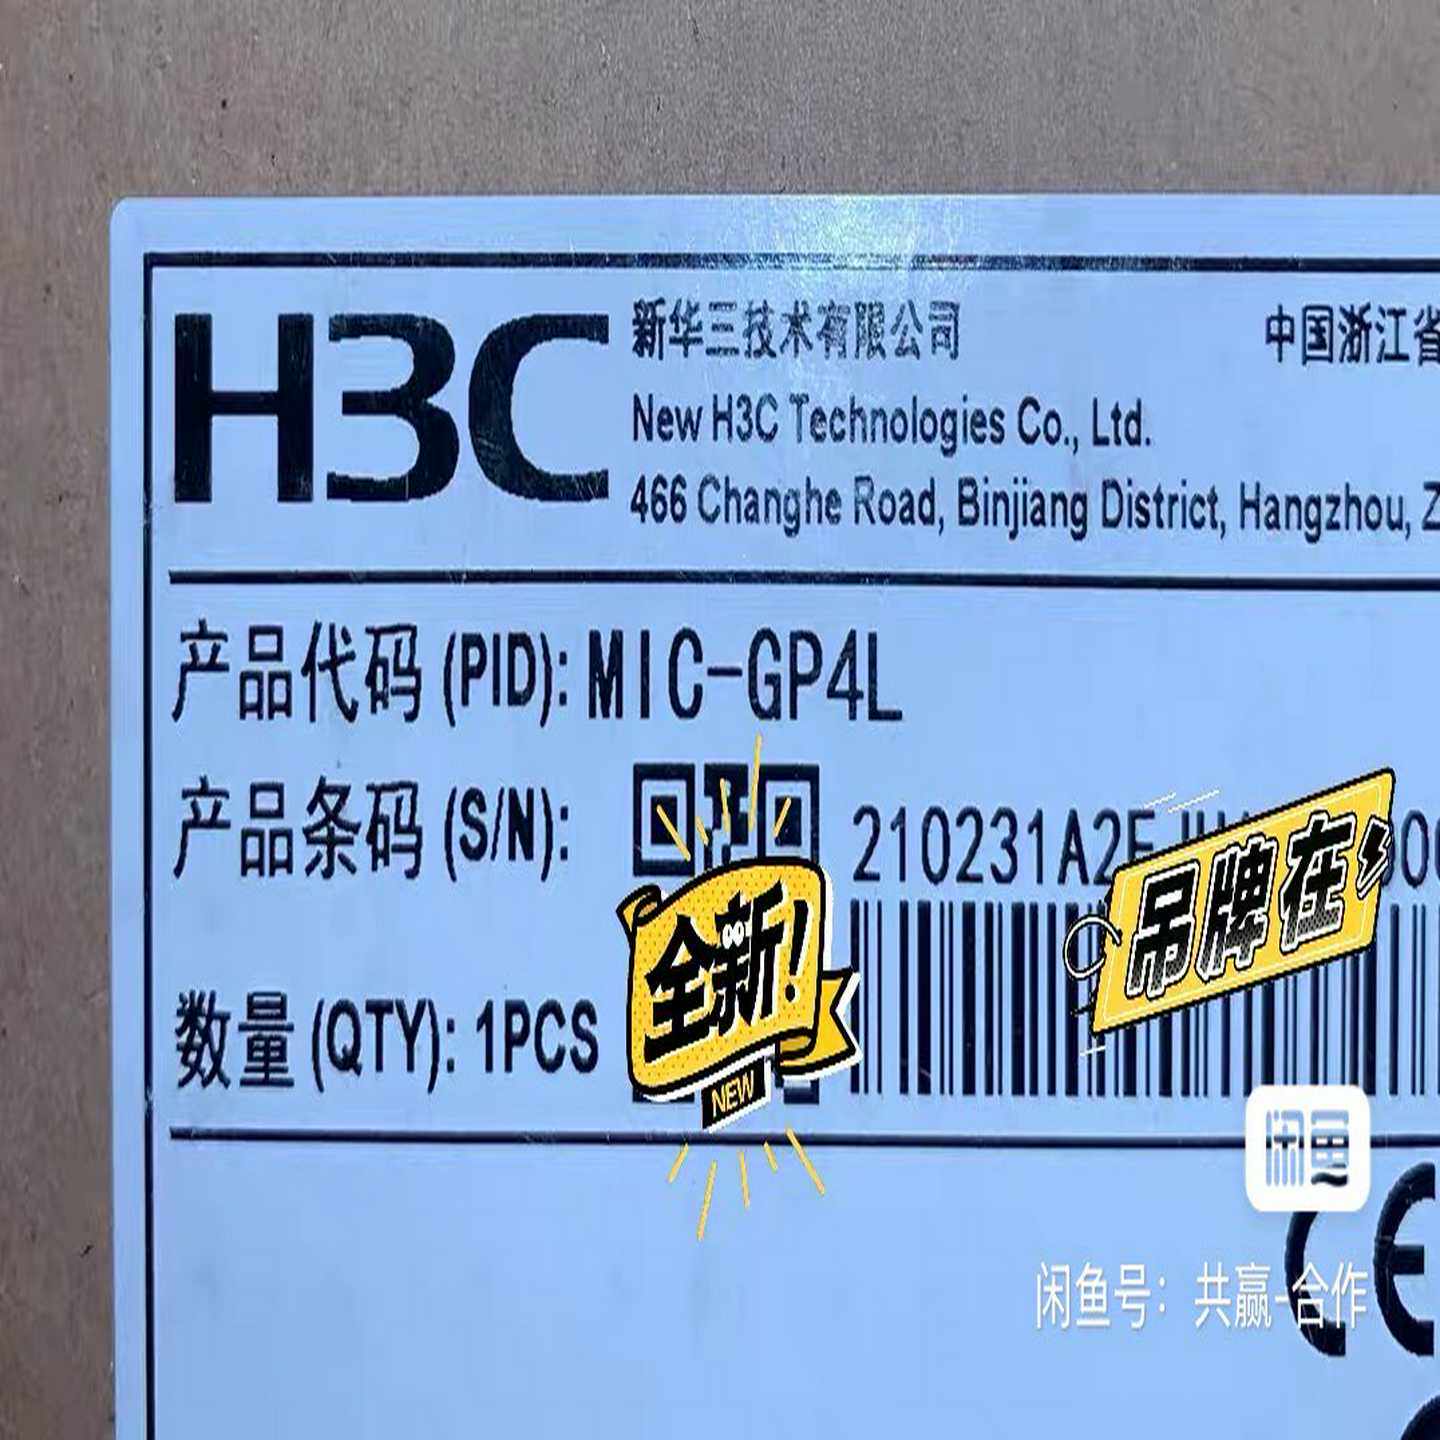 H3C
新华三技术有限公司
中国浙江省
New H3C Technologies Co., Ltd.
466 Changhe Road, Binjiang District, Hangzhou, Z
产品代码 (PID): MIC-GP4L
产品条码 (S/N):
210231A2
吊牌在
全新!
NEW
数量 (QTY): 1PCS
闲鱼
CE
闲鱼号：共赢-合作